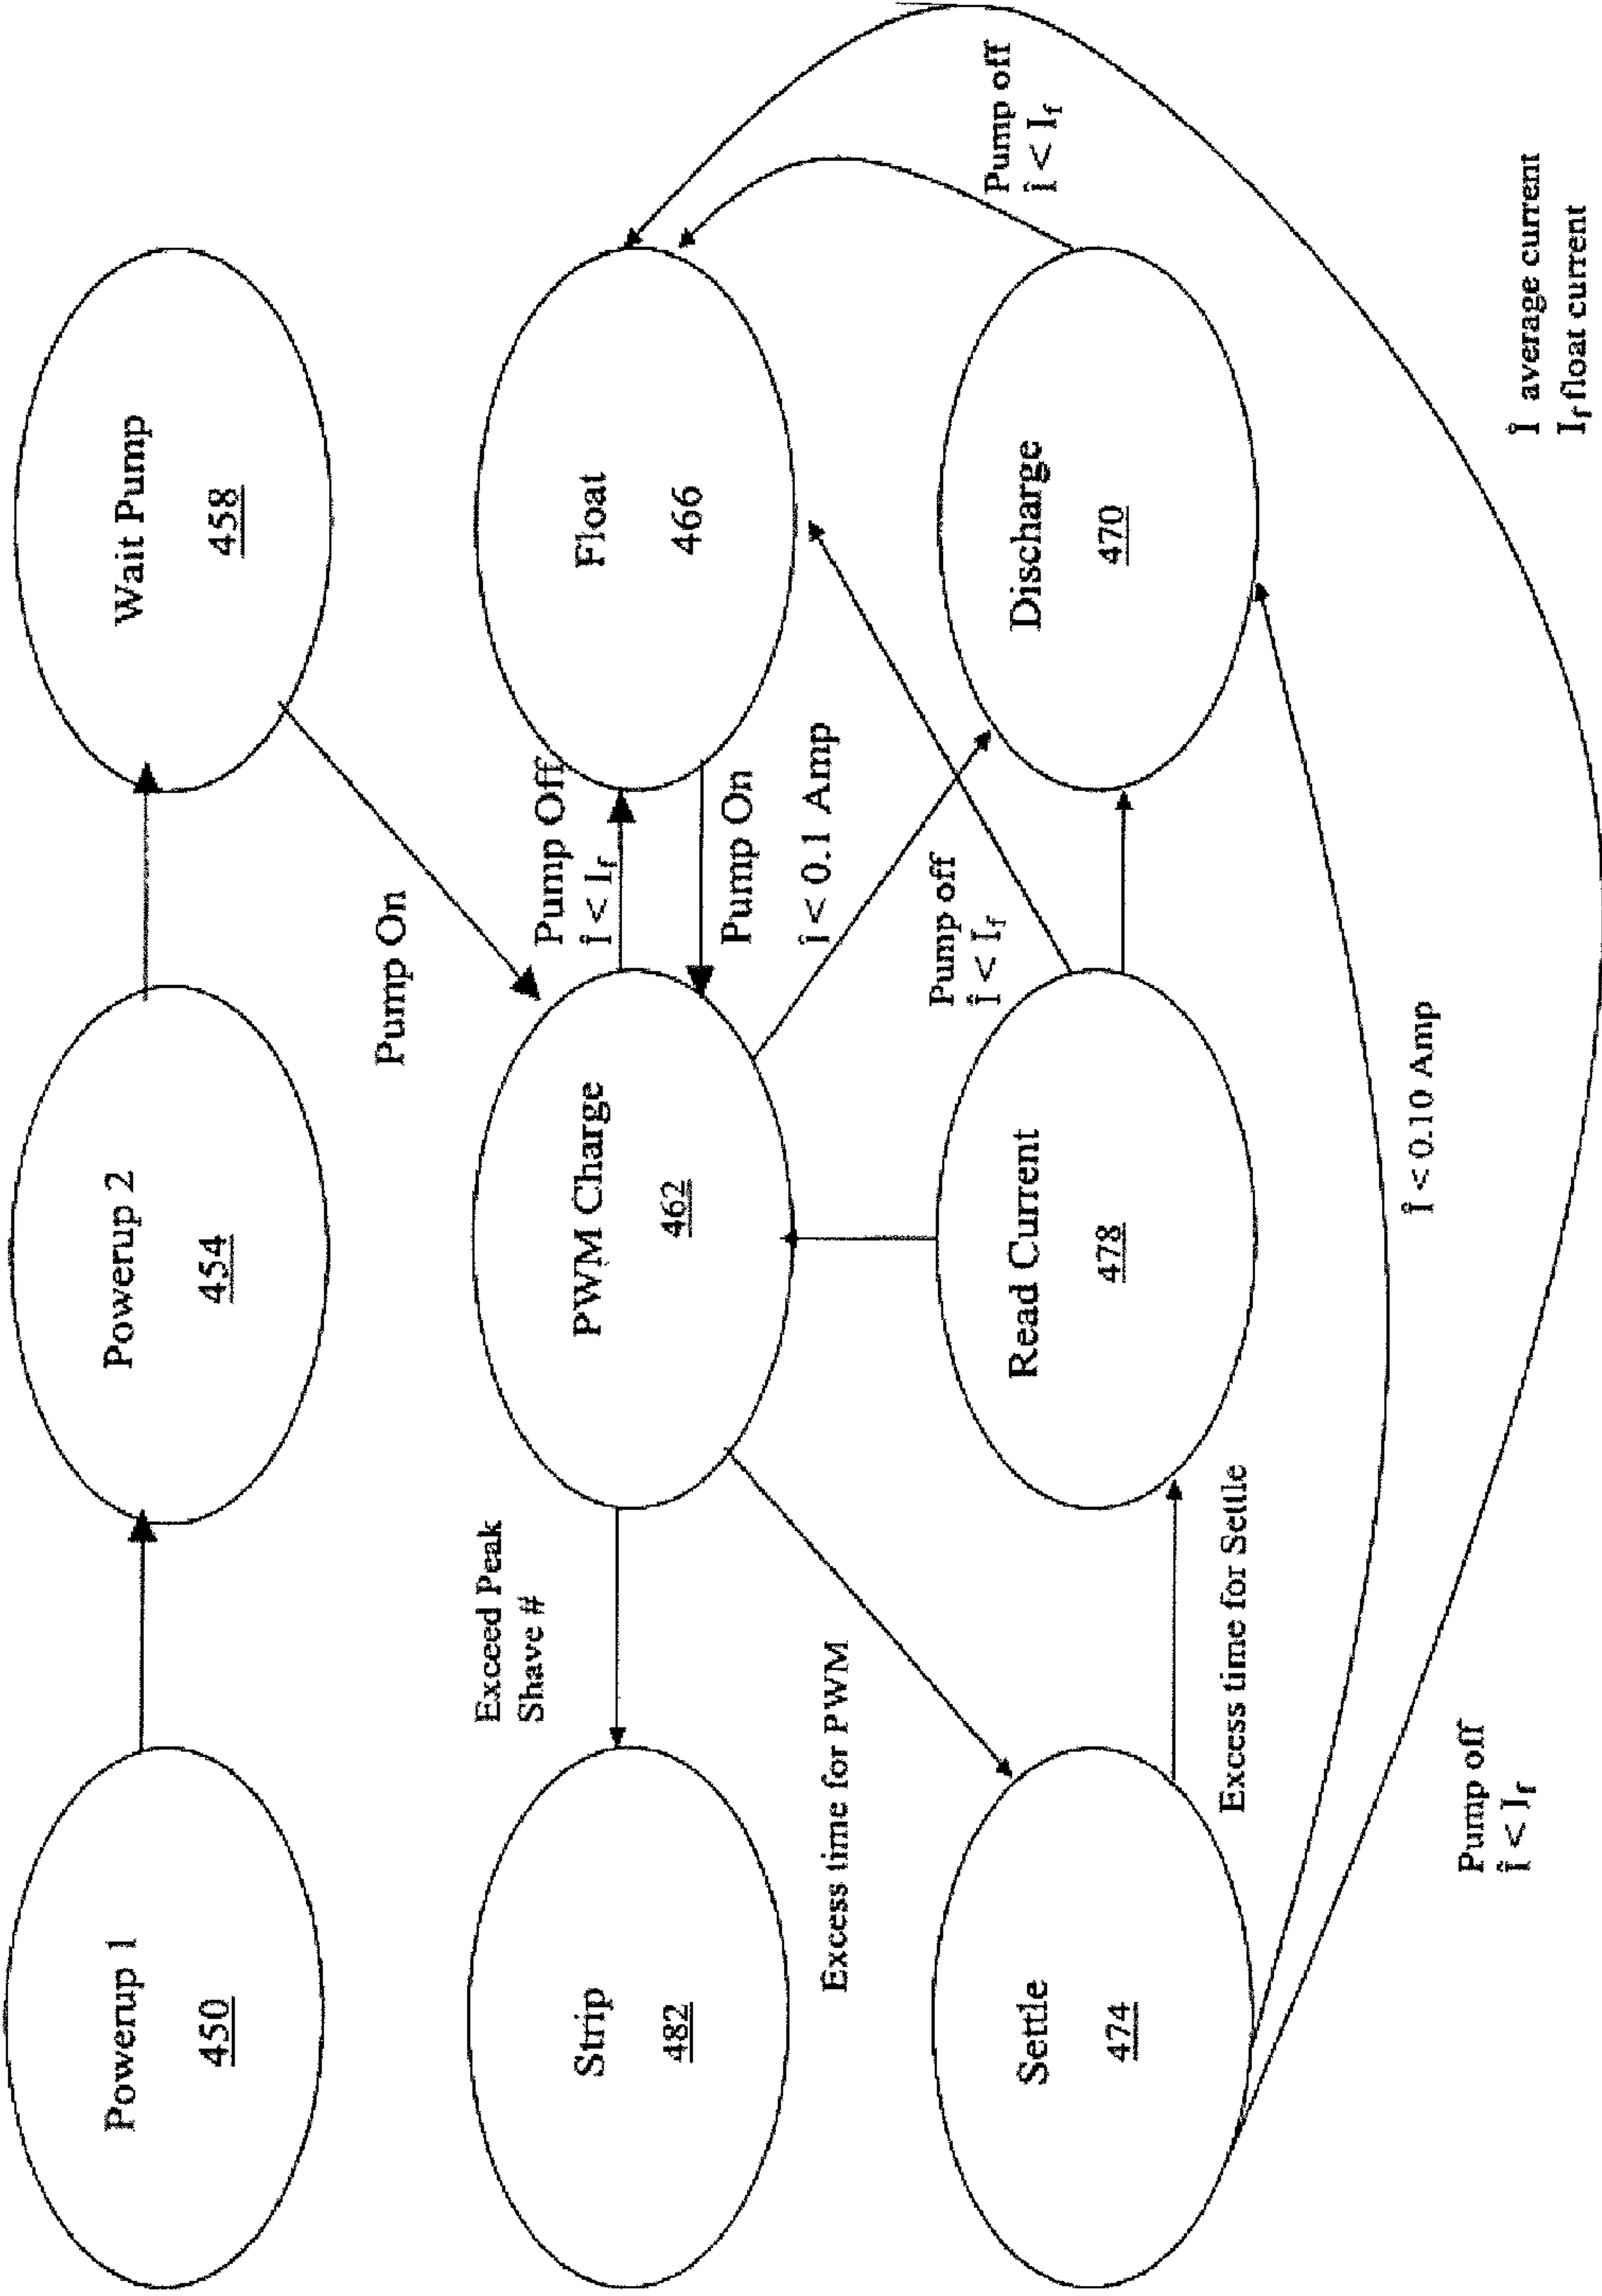 Powerup 1
450
Powerup 2
454
Wait Pump
458
Pump On
Strip
482
Exceed Peak
Shave #
PWM Charge
462
Pump Off
Î < If
Pump On
Float
466
Excess time for PWM
Î < 0.1 Amp
Pump off
Î < If
Settle
474
Excess time for Settle
Read Current
478
Discharge
470
Pump off
Î < If
Î < 0.10 Amp
Pump off
Î < If
Î average current
If float current